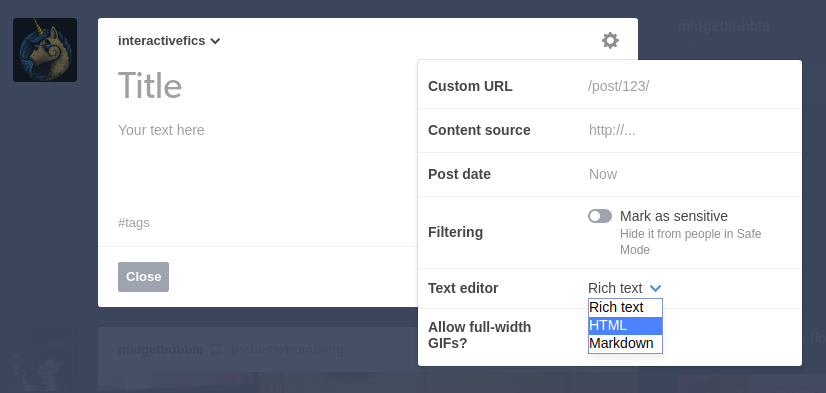 midgetbubble
interactivefics
Title
Your text here
#tags
Close
Custom URL
/post/123/
Content source
http://...
Post date
Now
Filtering
Mark as sensitive
Hide it from people in Safe
Mode
Text editor
Rich text
Rich text
HTML
Markdown
Allow full-width
GIFs?
midgetbubble